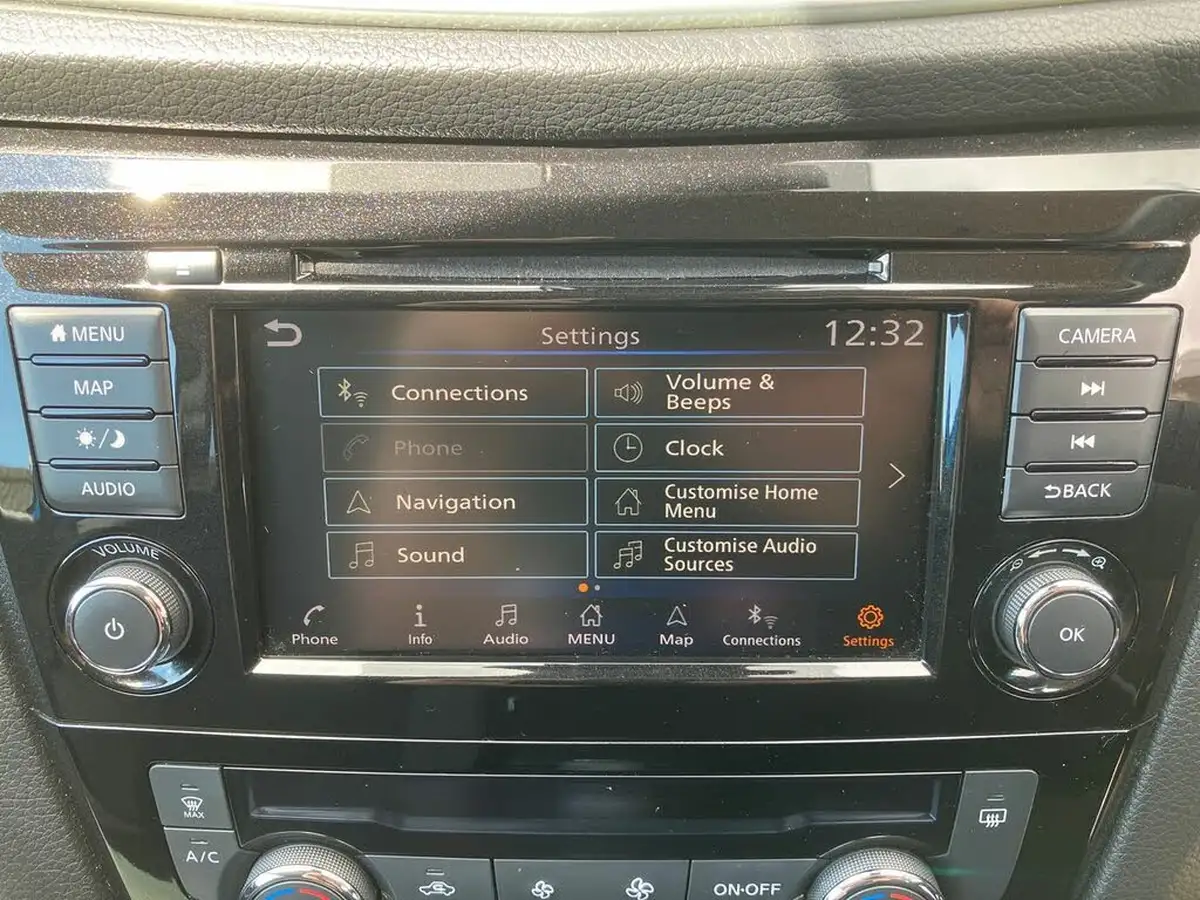 MENU
MAP
AUDIO
VOLUME
Settings
12:32
Connections
Volume &
Beeps
Phone
Clock
Navigation
Customise Home
Menu
Sound
Customise Audio
Sources
Phone
Info
Audio
MENU
Map
Connections
Settings
CAMERA
BACK
OK
MAX
A/C
ON·OFF